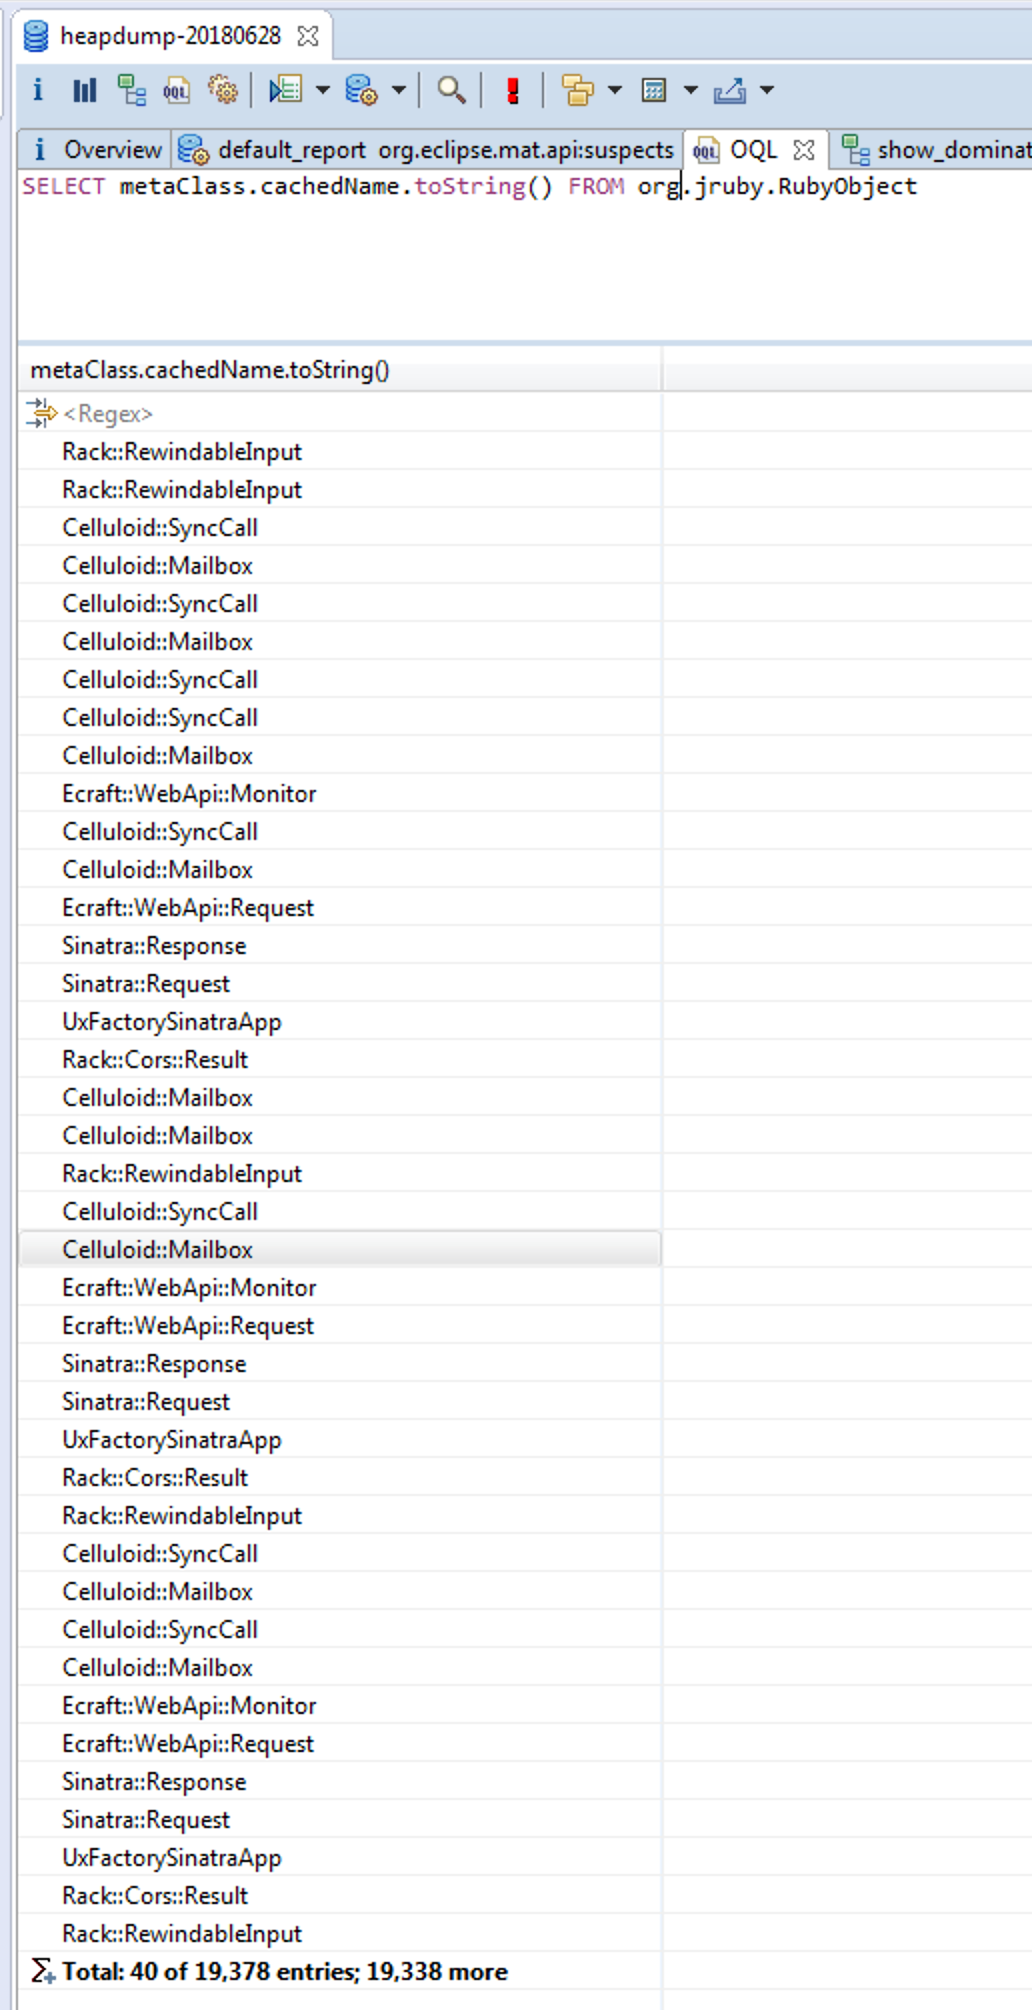 heapdump-20180628
i
OQL
i Overview default_report org.eclipse.mat.api:suspects OQL OQL show_dominat
SELECT metaClass.cachedName.toString() FROM org.jruby.RubyObject
metaClass.cachedName.toString()
<Regex>
Rack::RewindableInput
Rack::RewindableInput
Celluloid::SyncCall
Celluloid::Mailbox
Celluloid::SyncCall
Celluloid::Mailbox
Celluloid::SyncCall
Celluloid::SyncCall
Celluloid::Mailbox
Ecraft::WebApi::Monitor
Celluloid::SyncCall
Celluloid::Mailbox
Ecraft::WebApi::Request
Sinatra::Response
Sinatra::Request
UxFactorySinatraApp
Rack::Cors::Result
Celluloid::Mailbox
Celluloid::Mailbox
Rack::RewindableInput
Celluloid::SyncCall
Celluloid::Mailbox
Ecraft::WebApi::Monitor
Ecraft::WebApi::Request
Sinatra::Response
Sinatra::Request
UxFactorySinatraApp
Rack::Cors::Result
Rack::RewindableInput
Celluloid::SyncCall
Celluloid::Mailbox
Celluloid::SyncCall
Celluloid::Mailbox
Ecraft::WebApi::Monitor
Ecraft::WebApi::Request
Sinatra::Response
Sinatra::Request
UxFactorySinatraApp
Rack::Cors::Result
Rack::RewindableInput
Total: 40 of 19,378 entries; 19,338 more